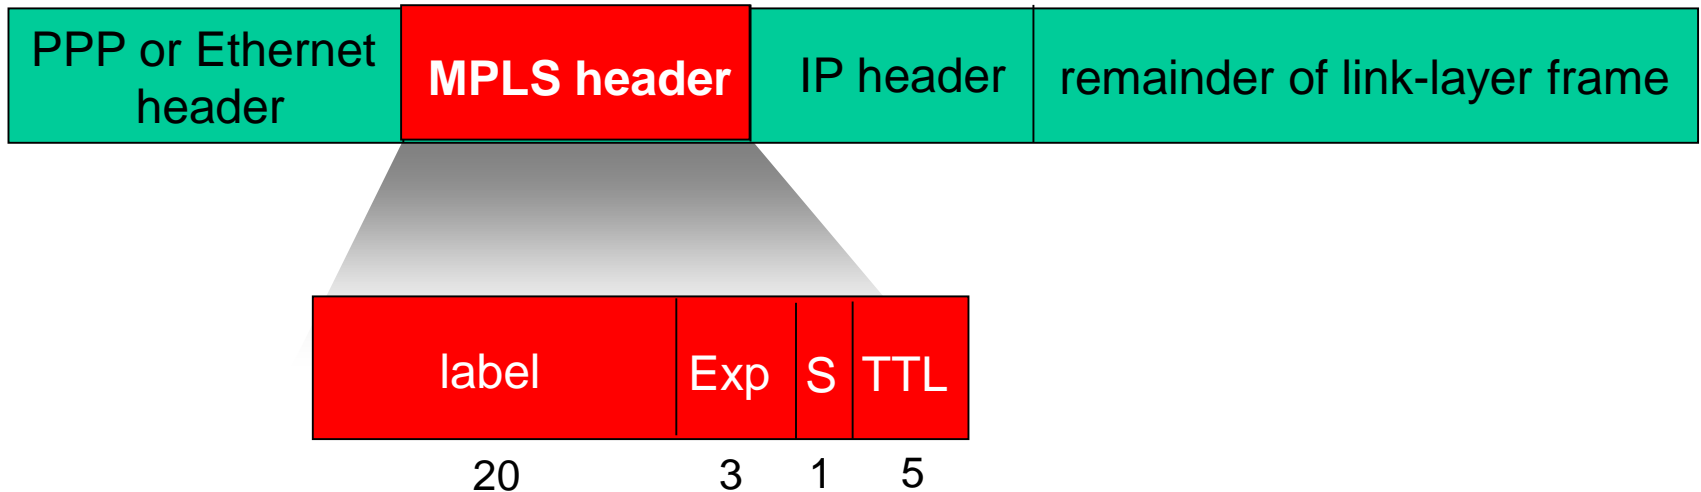 PPP or Ethernet
header
MPLS header
IP header
remainder of link-layer frame
label
Exp
S
TTL
20
3
1
5